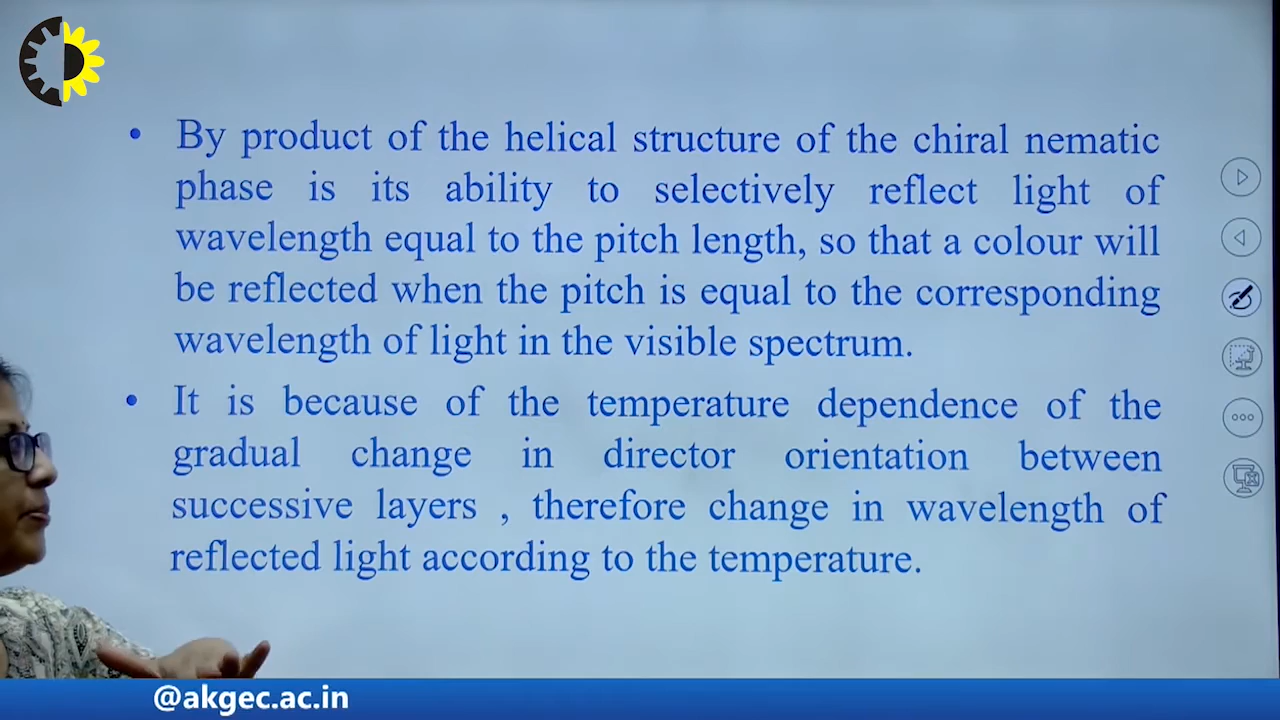 • By product of the helical structure of the chiral nematic
phase is its ability to selectively reflect light of
wavelength equal to the pitch length, so that a colour will
be reflected when the pitch is equal to the corresponding
wavelength of light in the visible spectrum.
• It is because of the temperature dependence of the
gradual change in director orientation between
successive layers , therefore change in wavelength of
reflected light according to the temperature.
@akgec.ac.in